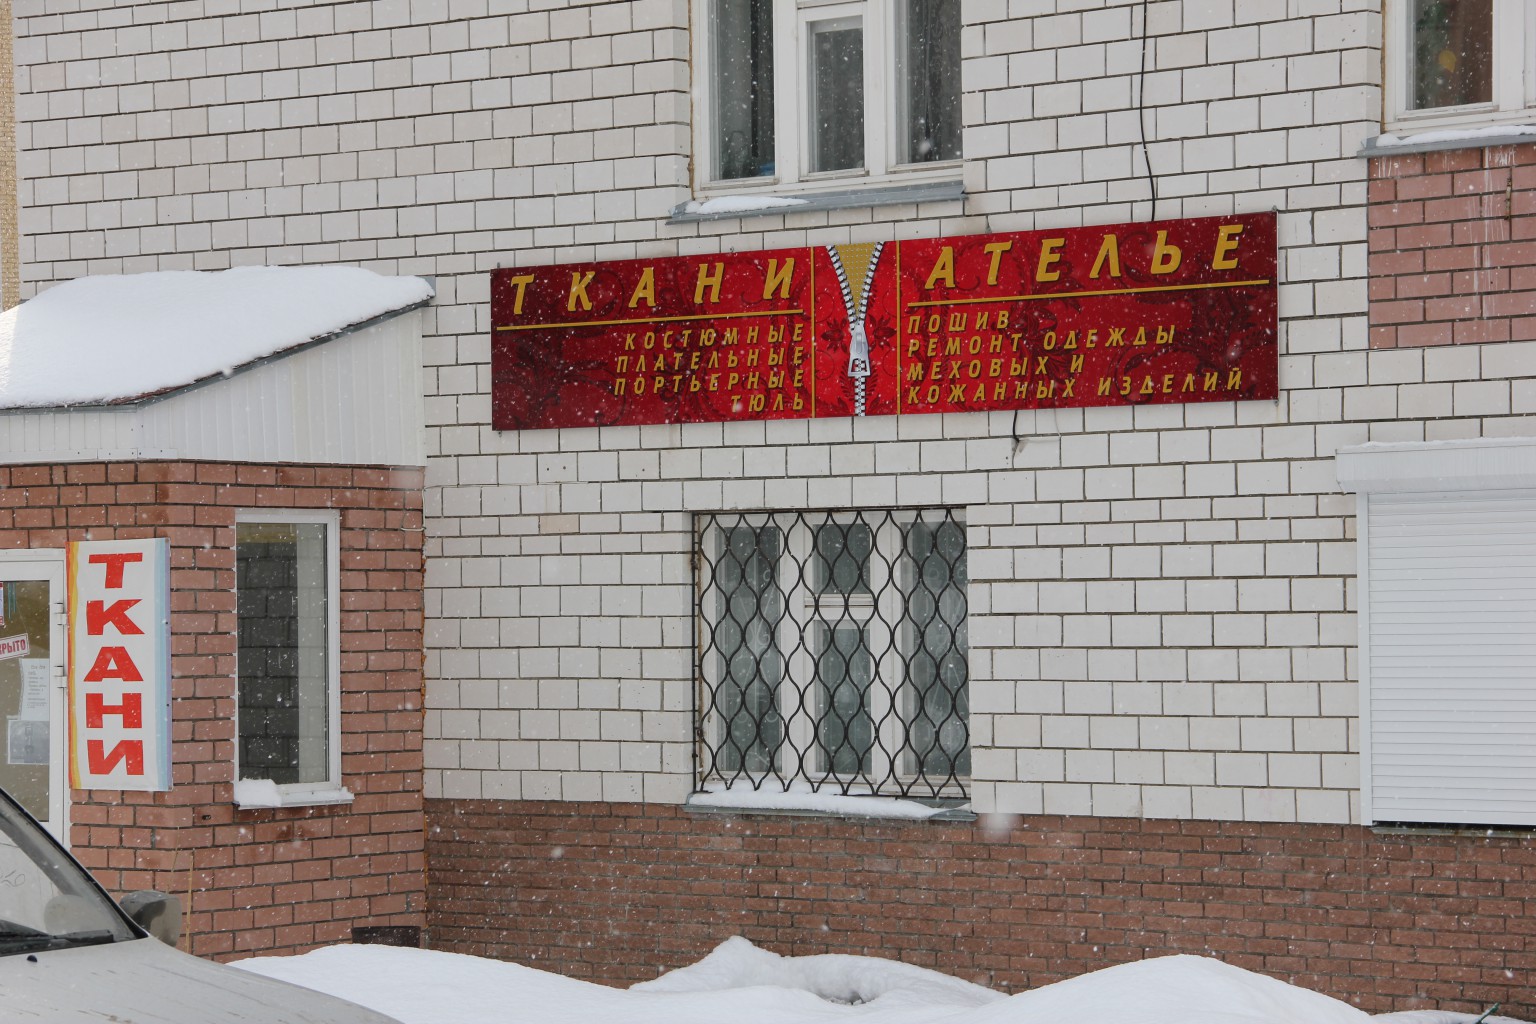 ТКАНИ
КОСТЮМНЫЕ
ПЛАТЕЛЬНЫЕ
ПОРТЬЕРНЫЕ
ТЮЛЬ
АТЕЛЬЕ
ПОШИВ
РЕМОНТ ОДЕЖДЫ
МЕХОВЫХ И
КОЖАННЫХ ИЗДЕЛИЙ
ТКАНИ